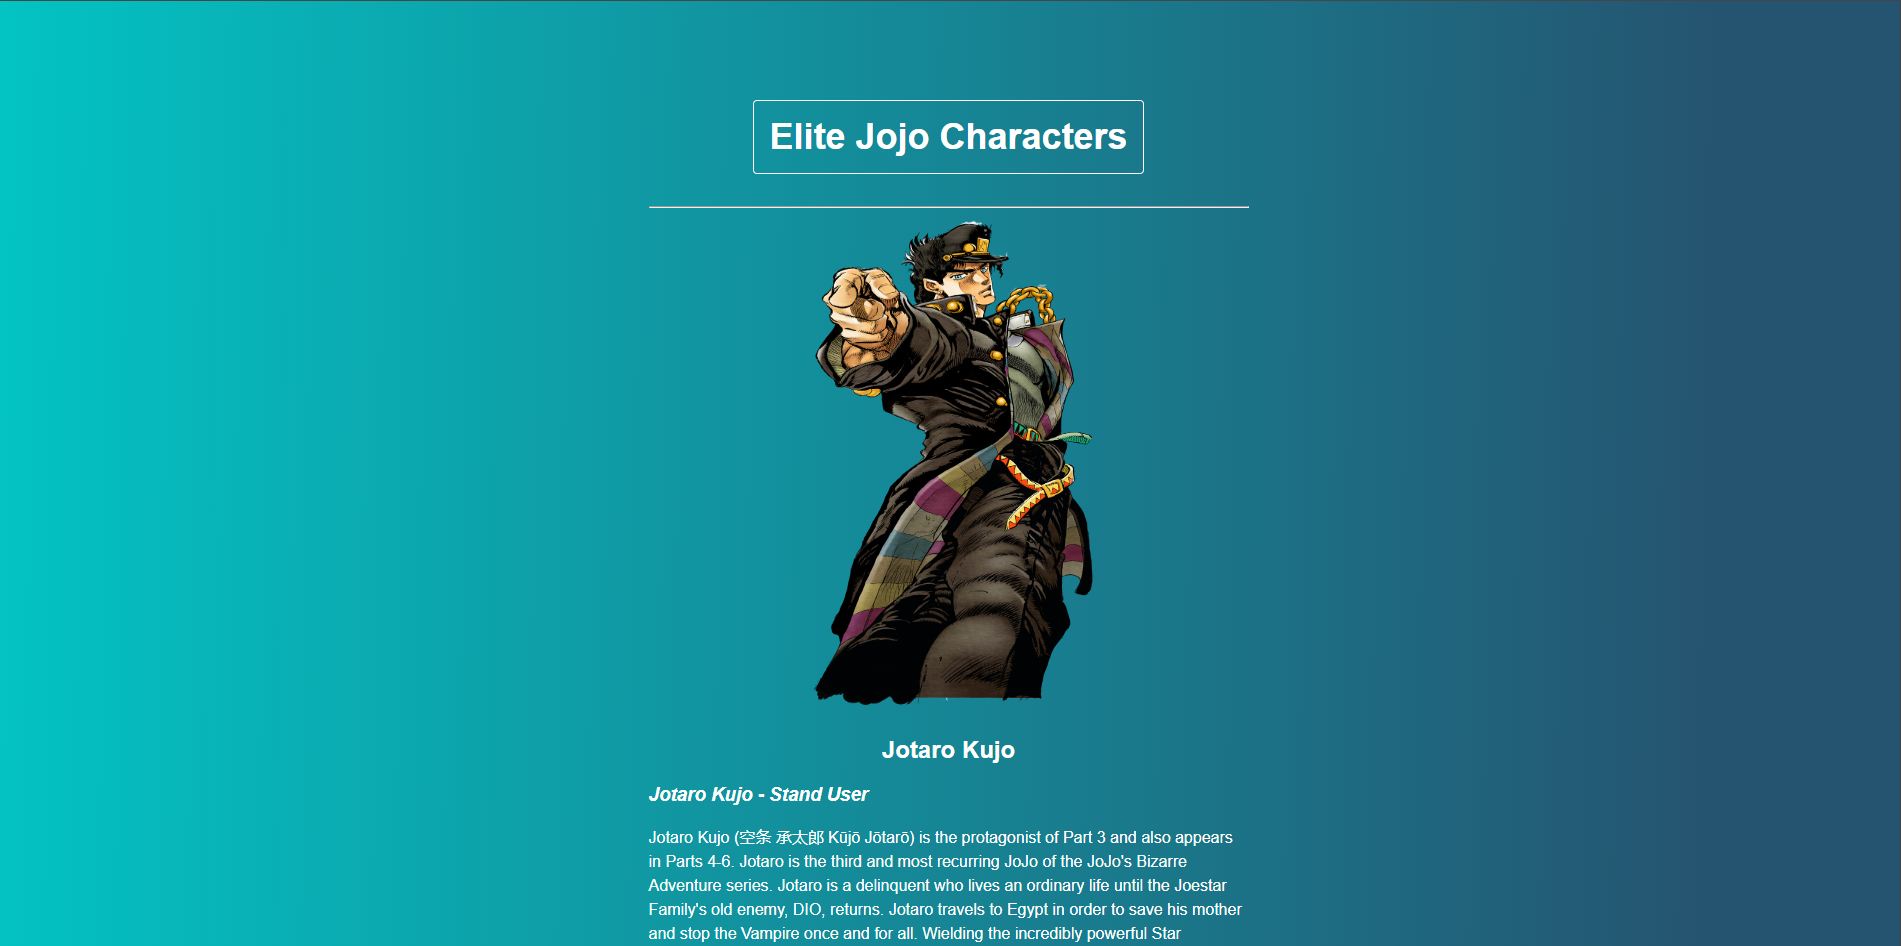 Elite Jojo Characters
Jotaro Kujo
Jotaro Kujo - Stand User
Jotaro Kujo (空条 承太郎 Kūjō Jōtarō) is the protagonist of Part 3 and also appears
in Parts 4-6. Jotaro is the third and most recurring JoJo of the JoJo's Bizarre
Adventure series. Jotaro is a delinquent who lives an ordinary life until the Joestar
Family's old enemy, DIO, returns. Jotaro travels to Egypt in order to save his mother
and stop the Vampire once and for all. Wielding the incredibly powerful Star